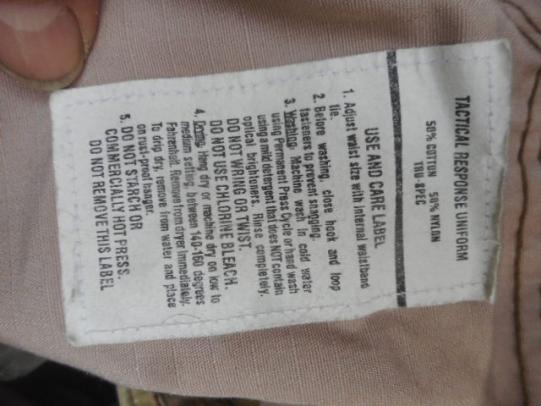 TACTICAL RESPONSE UNIFORM
50% COTTON 50% NYLON
TRU-SPEC
USE AND CARE LABEL
1. Adjust waist size with internal waistband
tie.
2. Before washing, close hook and loop
fasteners to prevent snagging.
3. Washing: Machine wash in cold water
using Permanent Press Cycle or hand wash
using a mild detergent that does NOT contain
optical brighteners. Rinse completely.
DO NOT WRING OR TWIST.
DO NOT USE CHLORINE BLEACH.
4. Drying: Hang dry or machine dry on low to
medium setting, between 140-160 degrees
Fahrenheit. Remove from dryer immediately.
To drip dry, remove from water and place
on rust-proof hanger.
5. DO NOT STARCH OR
COMMERCIALLY HOT PRESS.
DO NOT REMOVE THIS LABEL